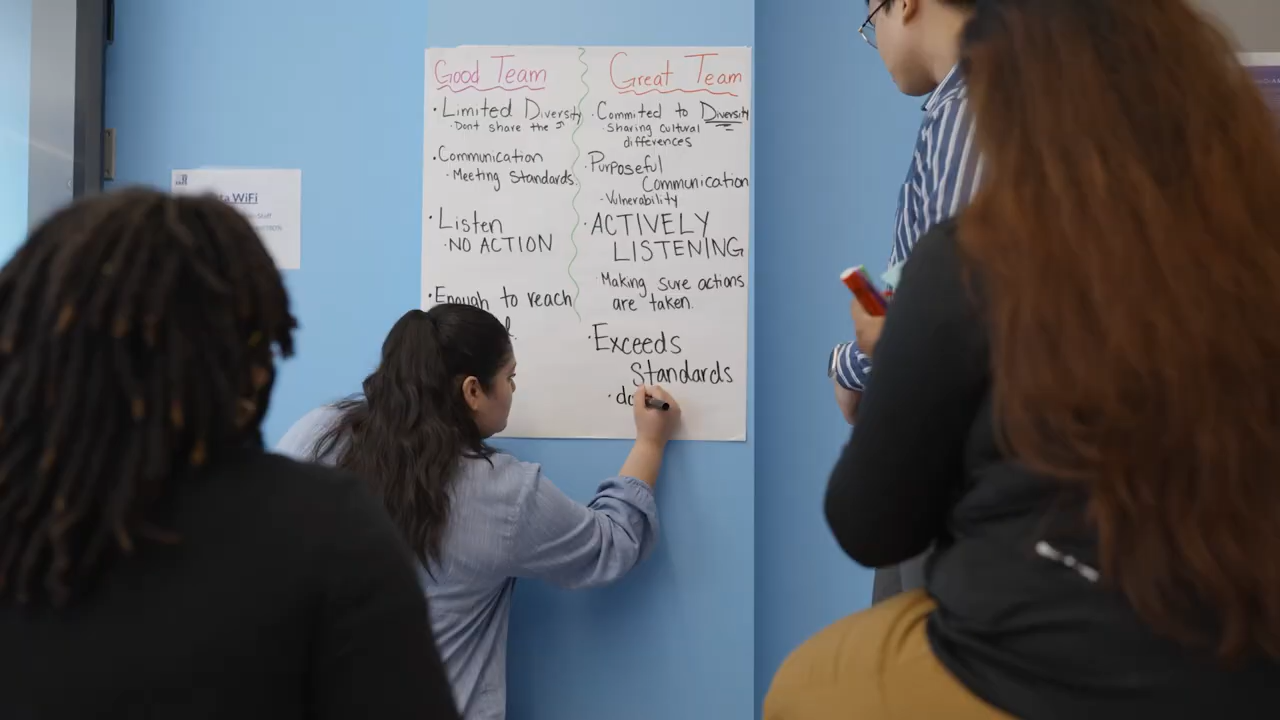 Good Team
· Limited Diversity
· Dont share the
· Communication
- Meeting Standards.
· Listen
· NO ACTION
· Enough to reach
Great Team
· Commited to Diversity
- Sharing cultural
differences
· Purposeful
Communication
- Vulnerability
· ACTIVELY
LISTENING
· Making sure actions
are taken.
· Exceeds
Standards
· do
WiFi